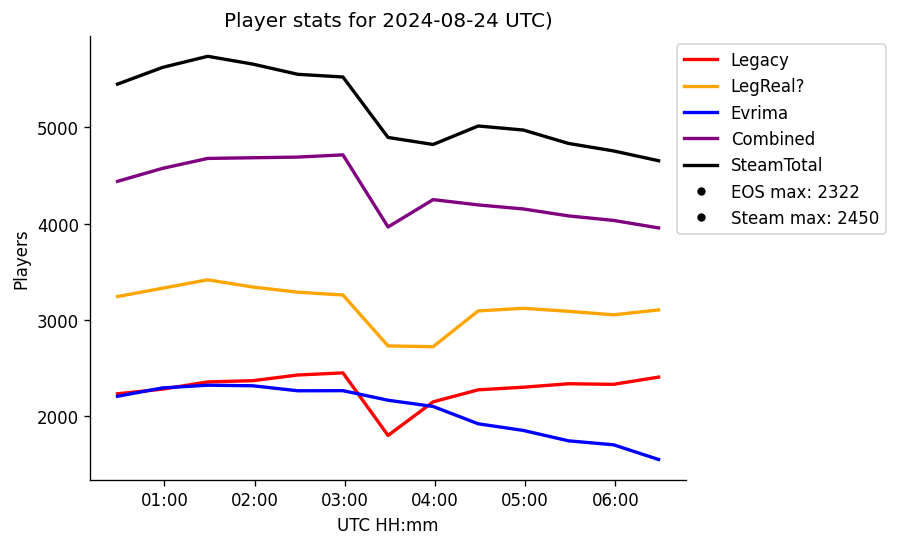 Player stats for 2024-08-24 UTC)
Legacy
LegReal?
Evrima
Combined
SteamTotal
EOS max: 2322
Steam max: 2450
Players
5000
4000
3000
2000
01:00 02:00 03:00 04:00 05:00 06:00
UTC HH:mm